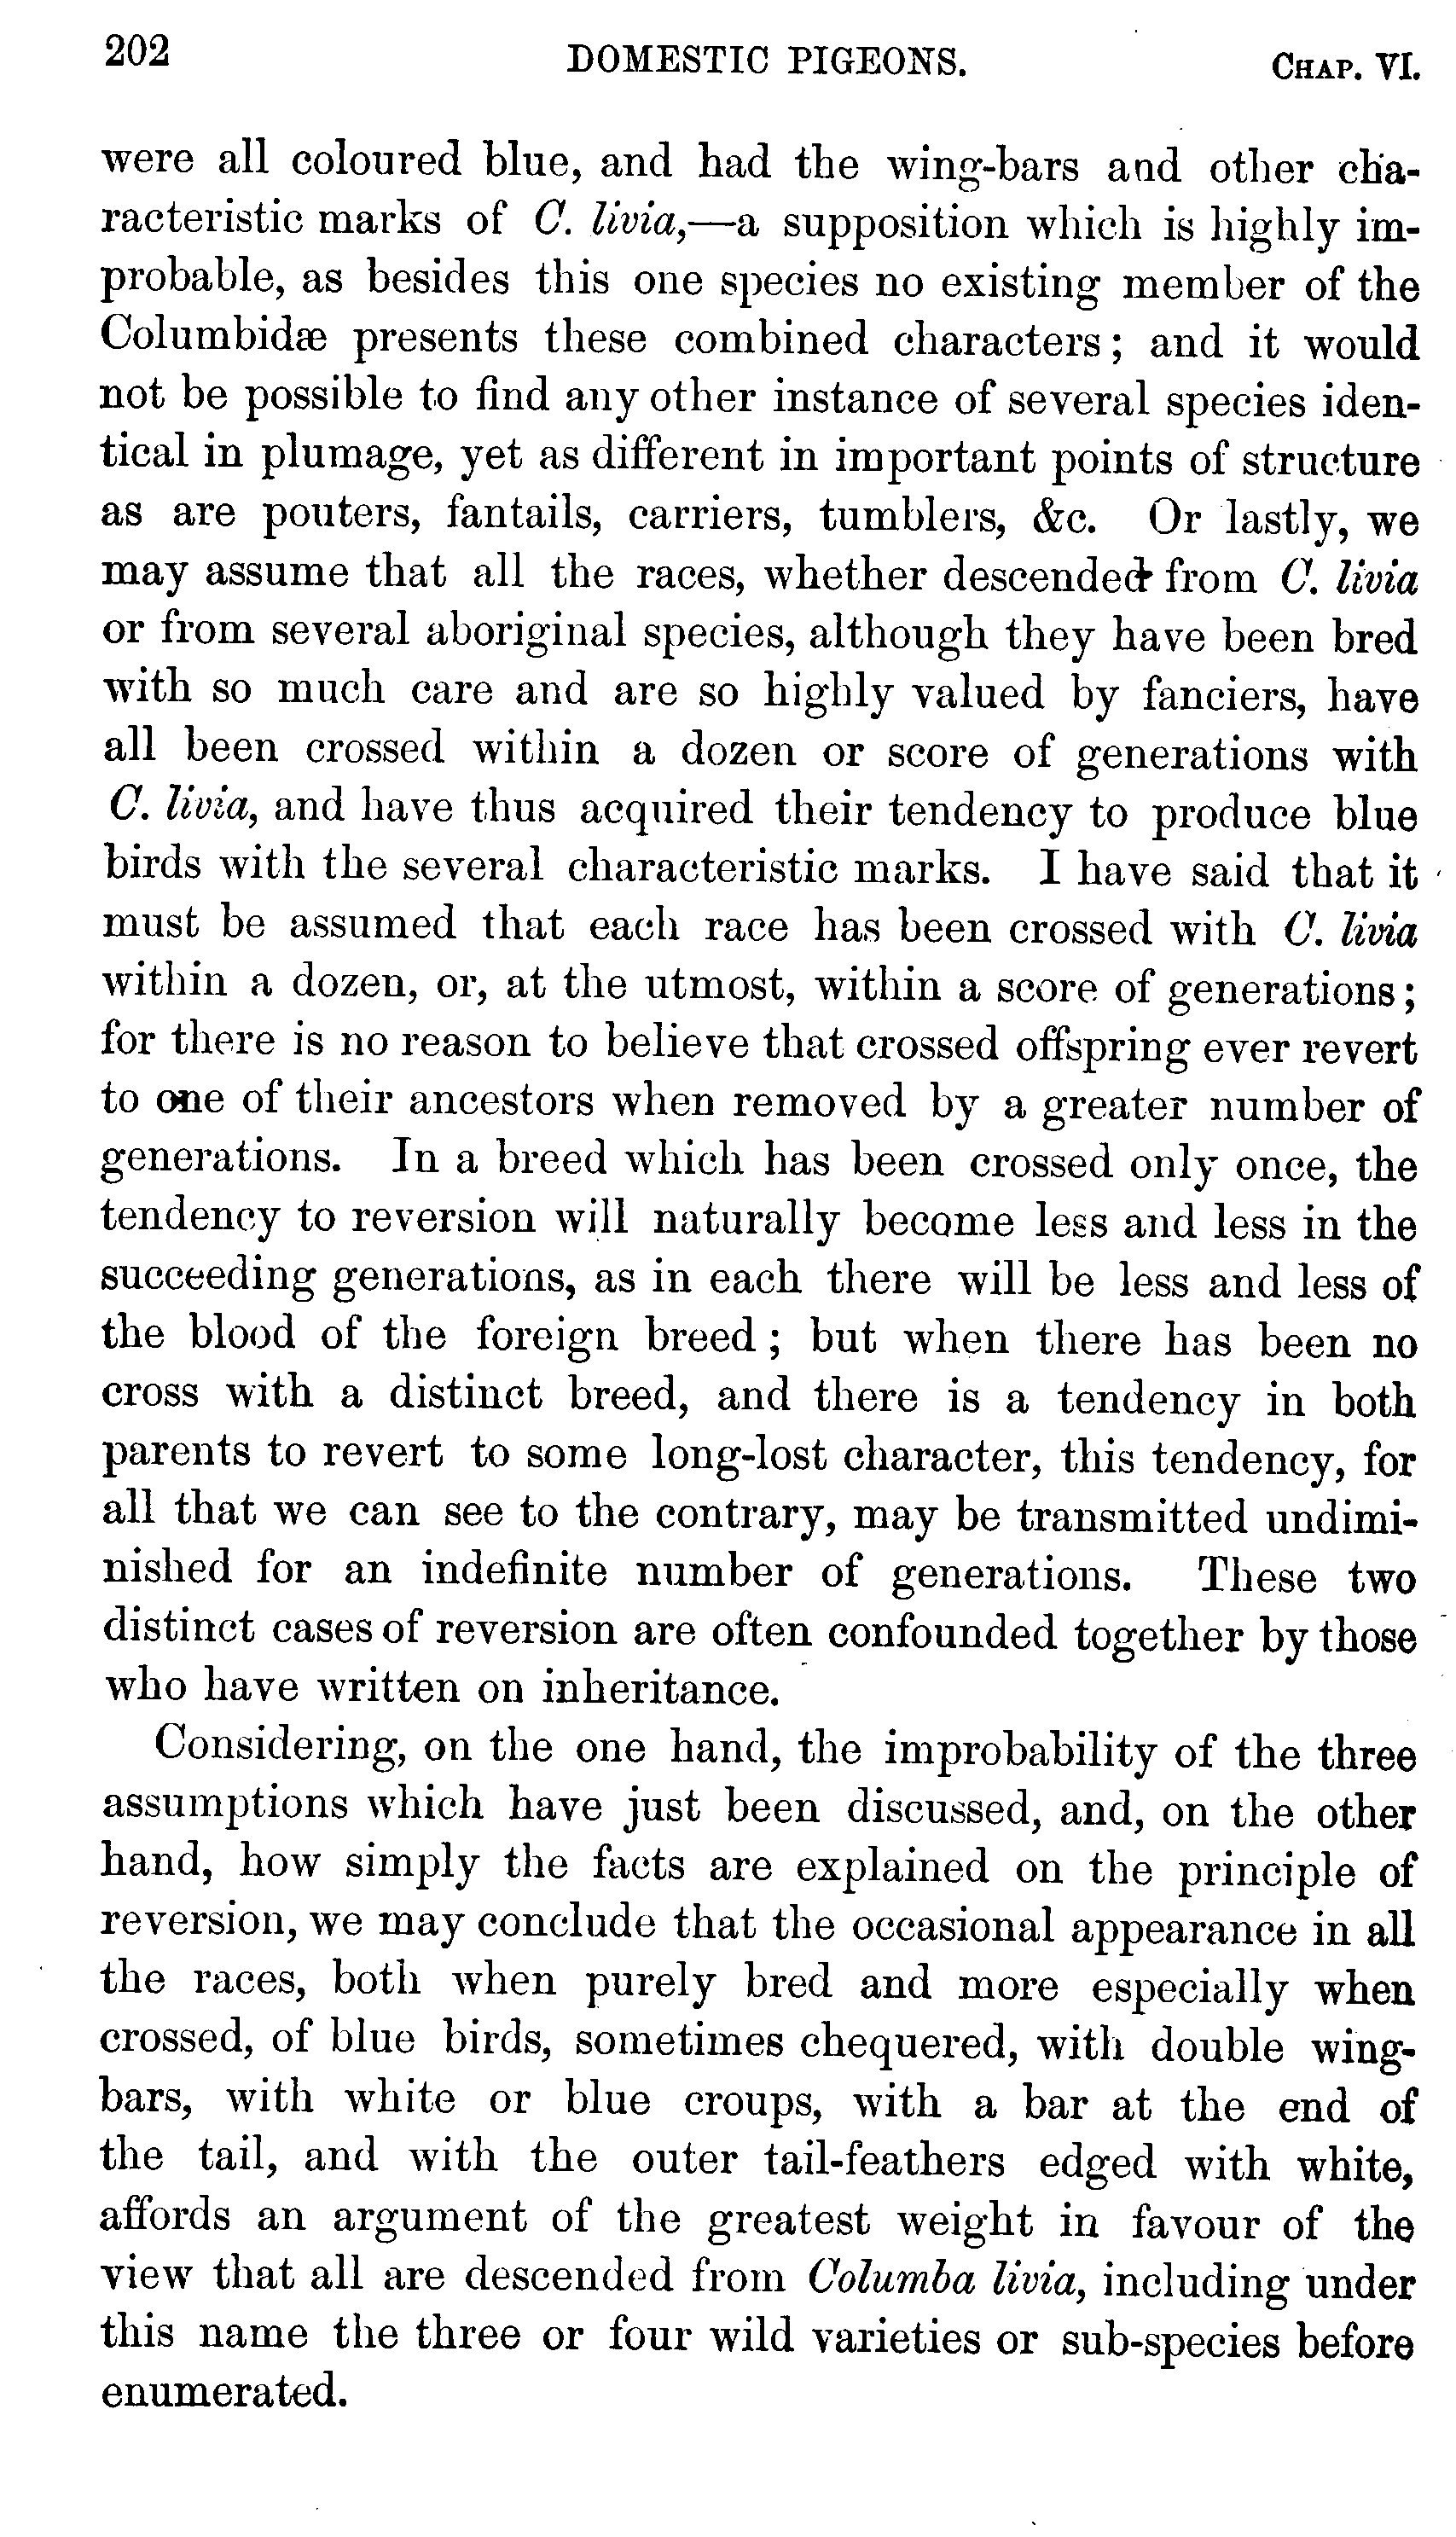 202 DOMESTIC PIGEONS. CHAP. VI.
were all coloured blue, and had the wing-bars and other cha-
racteristic marks of C. livia,—a supposition which is highly im-
probable, as besides this one species no existing member of the
Columbidæ presents these combined characters; and it would
not be possible to find any other instance of several species iden-
tical in plumage, yet as different in important points of structure
as are pouters, fantails, carriers, tumblers, &c. Or lastly, we
may assume that all the races, whether descended from C. livia
or from several aboriginal species, although they have been bred
with so much care and are so highly valued by fanciers, have
all been crossed within a dozen or score of generations with
C. livia, and have thus acquired their tendency to produce blue
birds with the several characteristic marks. I have said that it
must be assumed that each race has been crossed with C. livia
within a dozen, or, at the utmost, within a score of generations;
for there is no reason to believe that crossed offspring ever revert
to one of their ancestors when removed by a greater number of
generations. In a breed which has been crossed only once, the
tendency to reversion will naturally become less and less in the
succeeding generations, as in each there will be less and less of
the blood of the foreign breed; but when there has been no
cross with a distinct breed, and there is a tendency in both
parents to revert to some long-lost character, this tendency, for
all that we can see to the contrary, may be transmitted undimi-
nished for an indefinite number of generations. These two
distinct cases of reversion are often confounded together by those
who have written on inheritance.
Considering, on the one hand, the improbability of the three
assumptions which have just been discussed, and, on the other
hand, how simply the facts are explained on the principle of
reversion, we may conclude that the occasional appearance in all
the races, both when purely bred and more especially when
crossed, of blue birds, sometimes chequered, with double wing-
bars, with white or blue croups, with a bar at the end of
the tail, and with the outer tail-feathers edged with white,
affords an argument of the greatest weight in favour of the
view that all are descended from Columba livia, including under
this name the three or four wild varieties or sub-species before
enumerated.